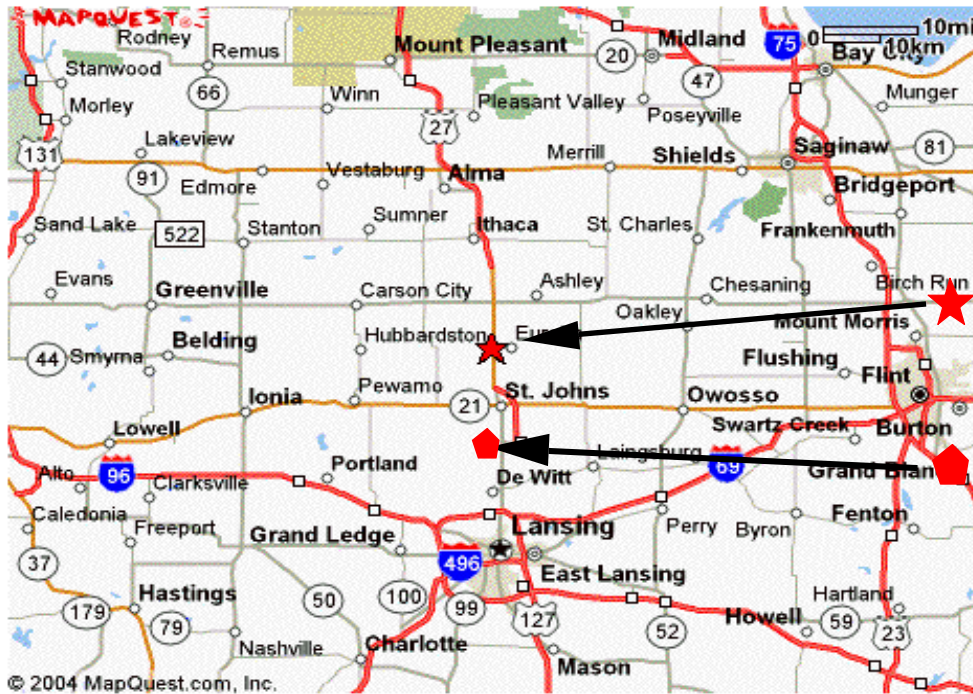 MAPQUEST
10mi
Rodney
Remus
Mount Pleasant
20
Midland
75
0
10km
Bay City
Stanwood
47
66
Winn
Pleasant Valley
Munger
Morley
27
Poseyville
131
Lakeview
Merrill
Shields
Saginaw
81
91
Edmore
Vestaburg
Alma
Bridgeport
Sand Lake
522
Stanton
Sumner
Ithaca
St. Charles
Frankenmuth
Evans
Greenville
Carson City
Ashley
Chesaning
Birch Run
Hubbardston
Oakley
Mount Morris
44
Smyrna
Belding
Flushing
Flint
Ionia
Pewamo
21
St. Johns
Owosso
Swartz Creek
Burton
Lowell
Laingsburg
69
Alto
96
Portland
De Witt
Clarksville
Caledonia
Freeport
Grand Ledge
Lansing
Perry
Byron
Fenton
37
496
East Lansing
Hastings
50
100
99
Howell
Hartland
179
79
127
52
59
23
Nashville
Charlotte
Mason
© 2004 MapQuest.com, Inc.